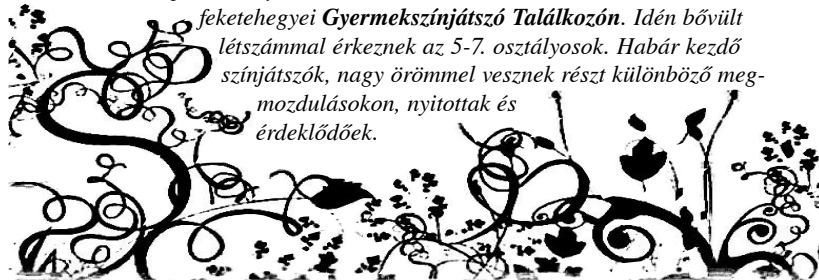 feketehegyei Gyermekszínjátszó Találkozón. Idén bővült
létszámmal érkeznek az 5-7. osztályosok. Habár kezdő
színjátszók, nagy örömmel vesznek részt különböző meg-
mozdulásokon, nyitottak és
érdeklődőek.